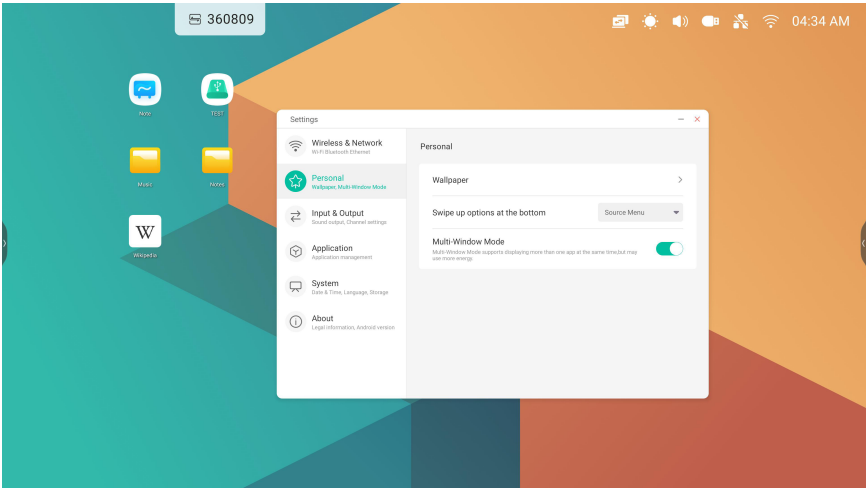 360809
04:34 AM
Note
TEST
Music
Notes
W
Wikipedia
Settings
Wireless & Network
Wi-Fi Bluetooth Ethernet
Personal
Wallpaper, Multi-Window Mode
Input & Output
Sound output, Channel settings
Application
Application management
System
Date & Time, Language, Storage
About
Legal information, Android version
Personal
Wallpaper
Swipe up options at the bottom
Source Menu
Multi-Window Mode
Multi-Window Mode supports displaying more than one app at the same time,but may
use more energy.